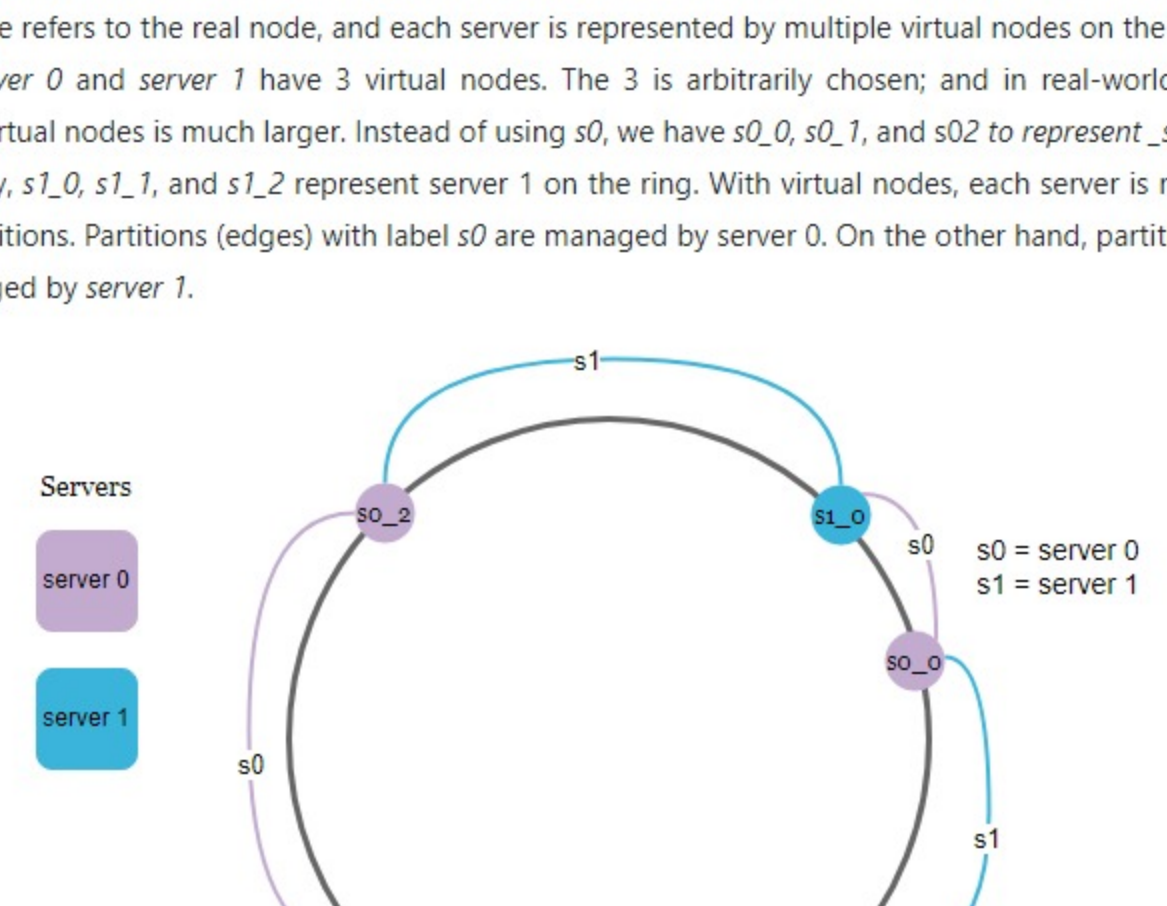 e refers to the real node, and each server is represented by multiple virtual nodes on the
ver 0 and server 1 have 3 virtual nodes. The 3 is arbitrarily chosen; and in real-world
rtual nodes is much larger. Instead of using s0, we have s0_0, s0_1, and s02 to represent _s
y, s1_0, s1_1, and s1_2 represent server 1 on the ring. With virtual nodes, each server is r
itions. Partitions (edges) with label s0 are managed by server 0. On the other hand, partit
ged by server 1.
s1
Servers
s0_2
s1_0
server 0
s0
s0 = server 0
s1 = server 1
s0_0
server 1
s0
s1